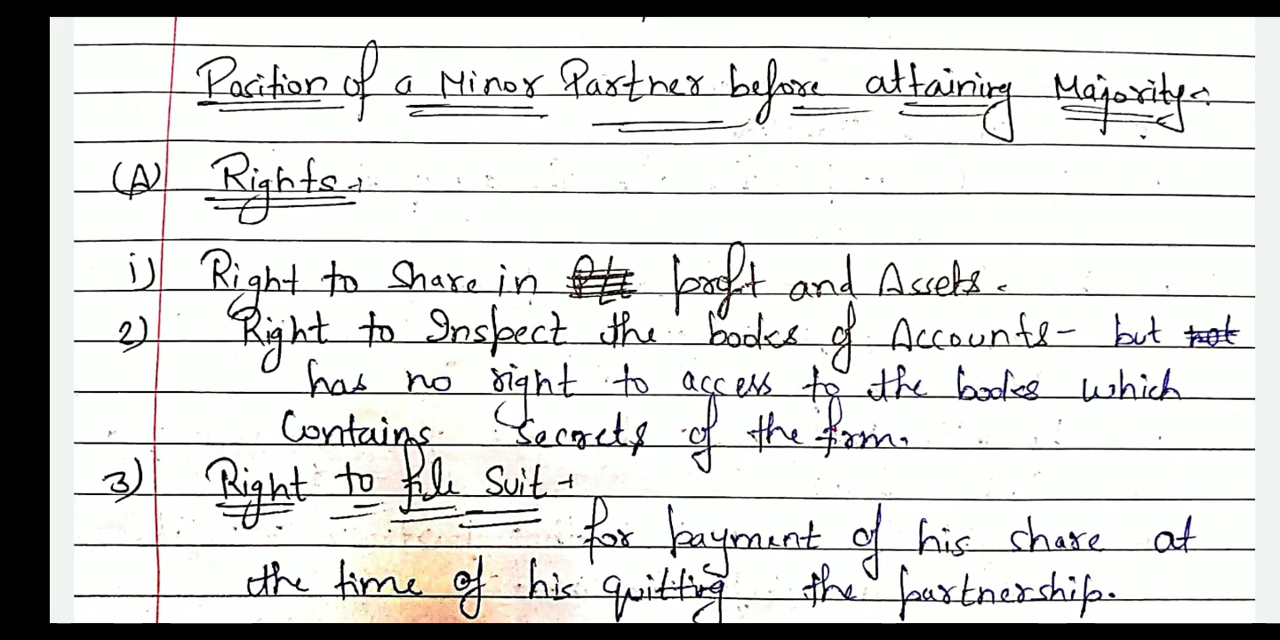 Position of a Minor Partner before attaining Majority:
(A) Rights:
i) Right to Share in profit and Assets.
2) Right to Inspect the books of Accounts - but not
has no right to access to the books which
Contains Secrets of the firm.
3) Right to file Suit:
for payment of his share at
the time of his quitting the partnership.